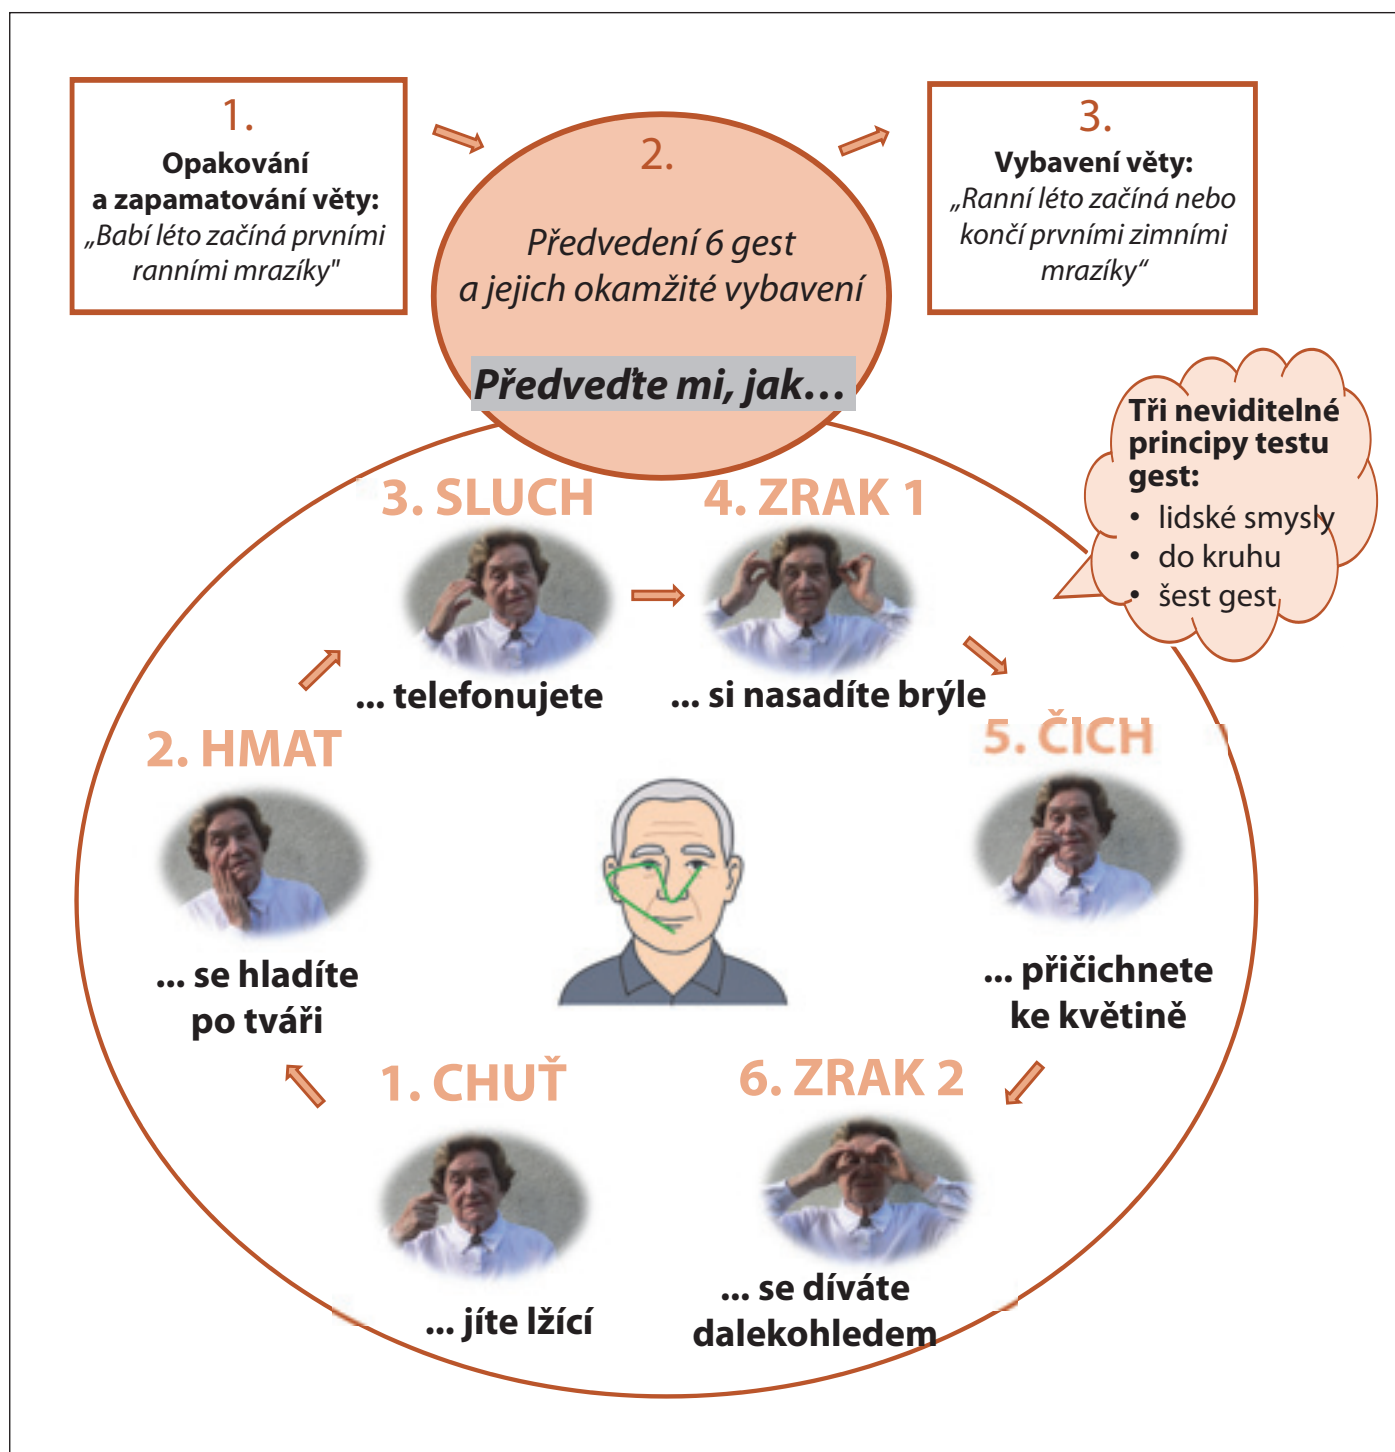 1.
Opakování
a zapamatování věty:
„Babí léto začíná prvními
ranními mrazíky"
2.
Předvedení 6 gest
a jejich okamžité vybavení
Předveďte mi, jak…
3.
Vybavení věty:
„Ranní léto začíná nebo
končí prvními zimními
mrazíky“
Tři neviditelné
principy testu
gest:
• lidské smysly
• do kruhu
• šest gest
3. SLUCH
... telefonujete
4. ZRAK 1
... si nasadíte brýle
2. HMAT
... se hladíte
po tváři
5. ČICH
... přičichnete
ke květině
1. CHUŤ
... jíte lžící
6. ZRAK 2
... se díváte
dalekohledem